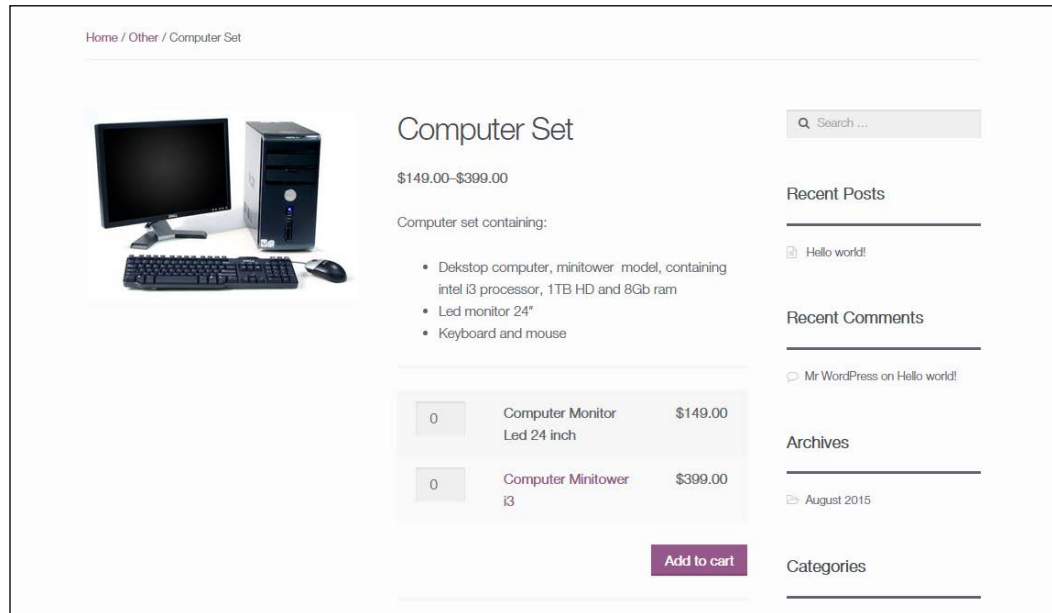 Home / Other / Computer Set
Computer Set
$149.00–$399.00
Computer set containing:
• Dekstop computer, minitower model, containing
intel i3 processor, 1TB HD and 8Gb ram
• Led monitor 24″
• Keyboard and mouse
0 Computer Monitor $149.00
Led 24 inch
0 Computer Minitower $399.00
i3
Add to cart
Search ...
Recent Posts
Hello world!
Recent Comments
Mr WordPress on Hello world!
Archives
August 2015
Categories